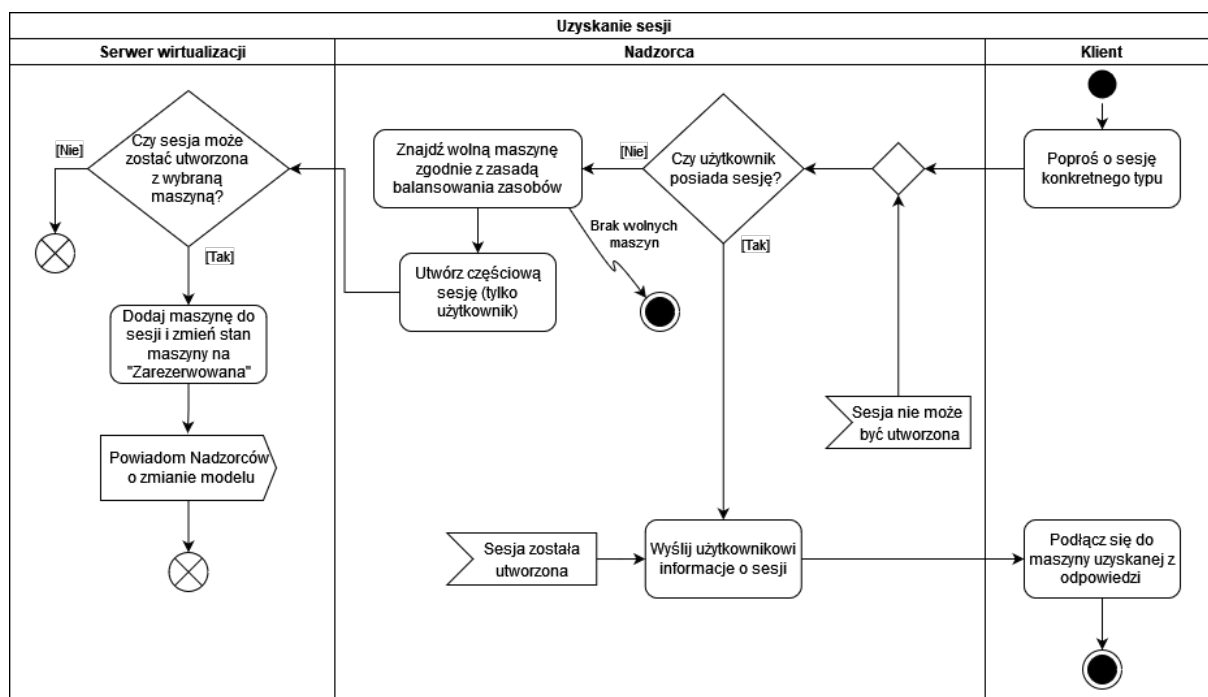 Uzyskanie sesji
Serwer wirtualizacji
Nadzorca
Klient
[Nie]
Czy sesja może
zostać utworzona
z wybraną
maszyną?
[Tak]
Dodaj maszynę do
sesji i zmień stan
maszyny na
"Zarezerwowana"
Powiadom Nadzorców
o zmianie modelu
Znajdź wolną maszynę
zgodnie z zasadą
balansowania zasobów
Brak wolnych
maszyn
Utwórz częściową
sesję (tylko
użytkownik)
[Nie]
Czy użytkownik
posiada sesję?
[Tak]
Sesja nie może
być utworzona
Sesja została
utworzona
Wyślij użytkownikowi
informacje o sesji
Poproś o sesję
konkretnego typu
Podłącz się do
maszyny uzyskanej z
odpowiedzi